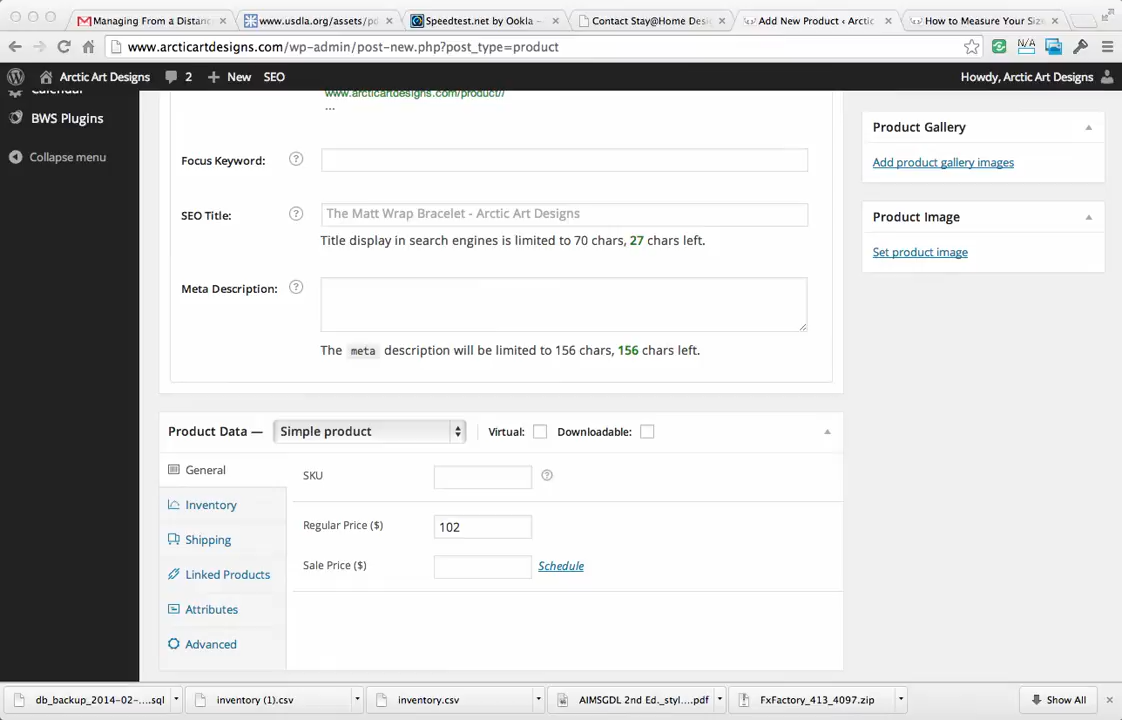 Managing From a Distanc
www.usdla.org/assets/pd
Speedtest.net by Ookla –
Contact Stay@Home Desi
Add New Product ‹ Arctic
How to Measure Your Size
www.arcticartdesigns.com/wp-admin/post-new.php?post_type=product
N/A
Arctic Art Designs
2
New
SEO
Howdy, Arctic Art Designs
Calendar
BWS Plugins
Collapse menu
www.arcticartdesigns.com/product//
...
Focus Keyword:
?
SEO Title:
?
The Matt Wrap Bracelet - Arctic Art Designs
Title display in search engines is limited to 70 chars, 27 chars left.
Meta Description:
?
The meta description will be limited to 156 chars, 156 chars left.
Product Gallery
Add product gallery images
Product Image
Set product image
Product Data —
Simple product
Virtual:
Downloadable:
General
Inventory
Shipping
Linked Products
Attributes
Advanced
SKU
?
Regular Price ($)
102
Sale Price ($)
Schedule
db_backup_2014-02-....sql
inventory (1).csv
inventory.csv
AIMSGDL 2nd Ed._styl....pdf
FxFactory_413_4097.zip
Show All